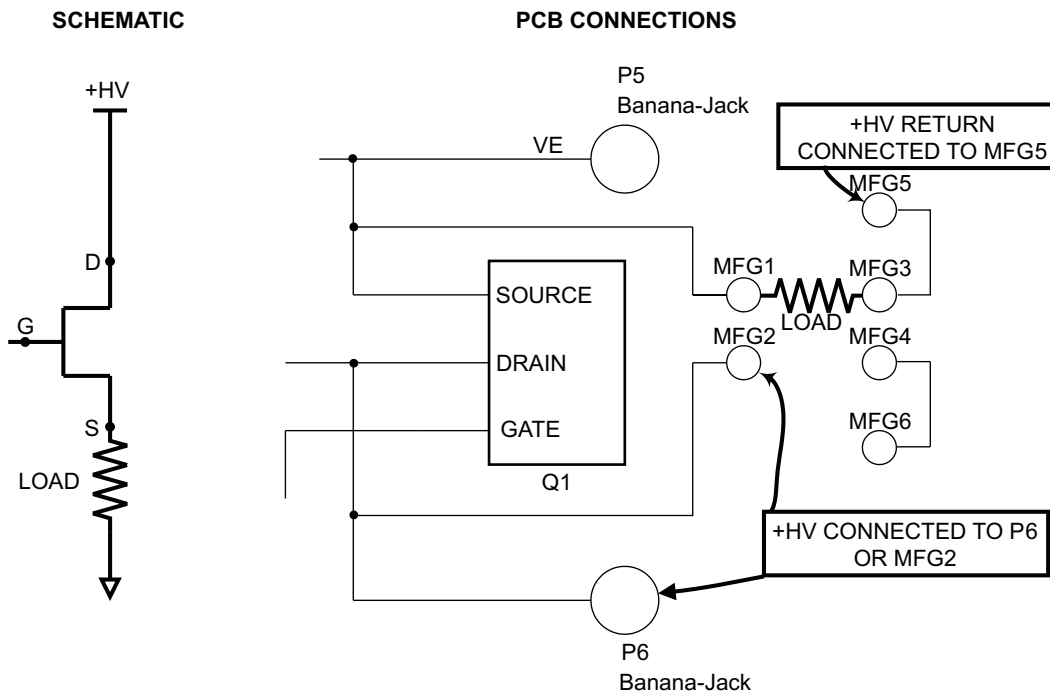 SCHEMATIC
PCB CONNECTIONS
+HV
D
G
S
LOAD
P5
Banana-Jack
VE
+HV RETURN
CONNECTED TO MFG5
MFG5
MFG1
MFG3
LOAD
MFG2
MFG4
MFG6
SOURCE
DRAIN
GATE
Q1
+HV CONNECTED TO P6
OR MFG2
P6
Banana-Jack